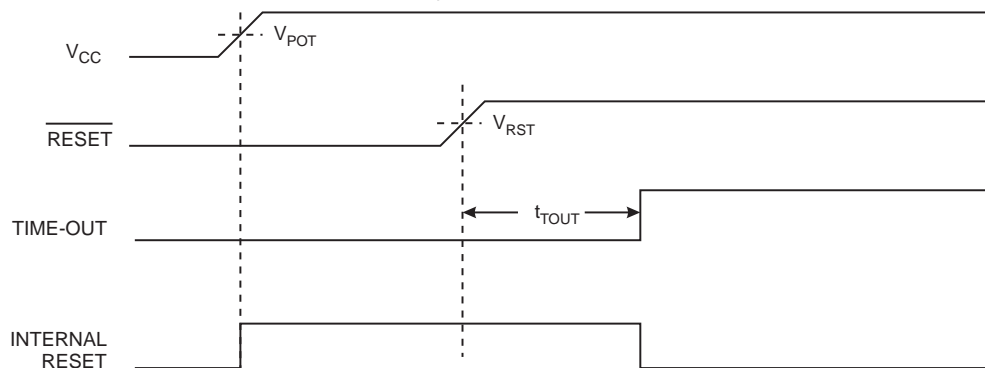 V_POT
V_CC
RESET
V_RST
t_TOUT
TIME-OUT
INTERNAL
RESET